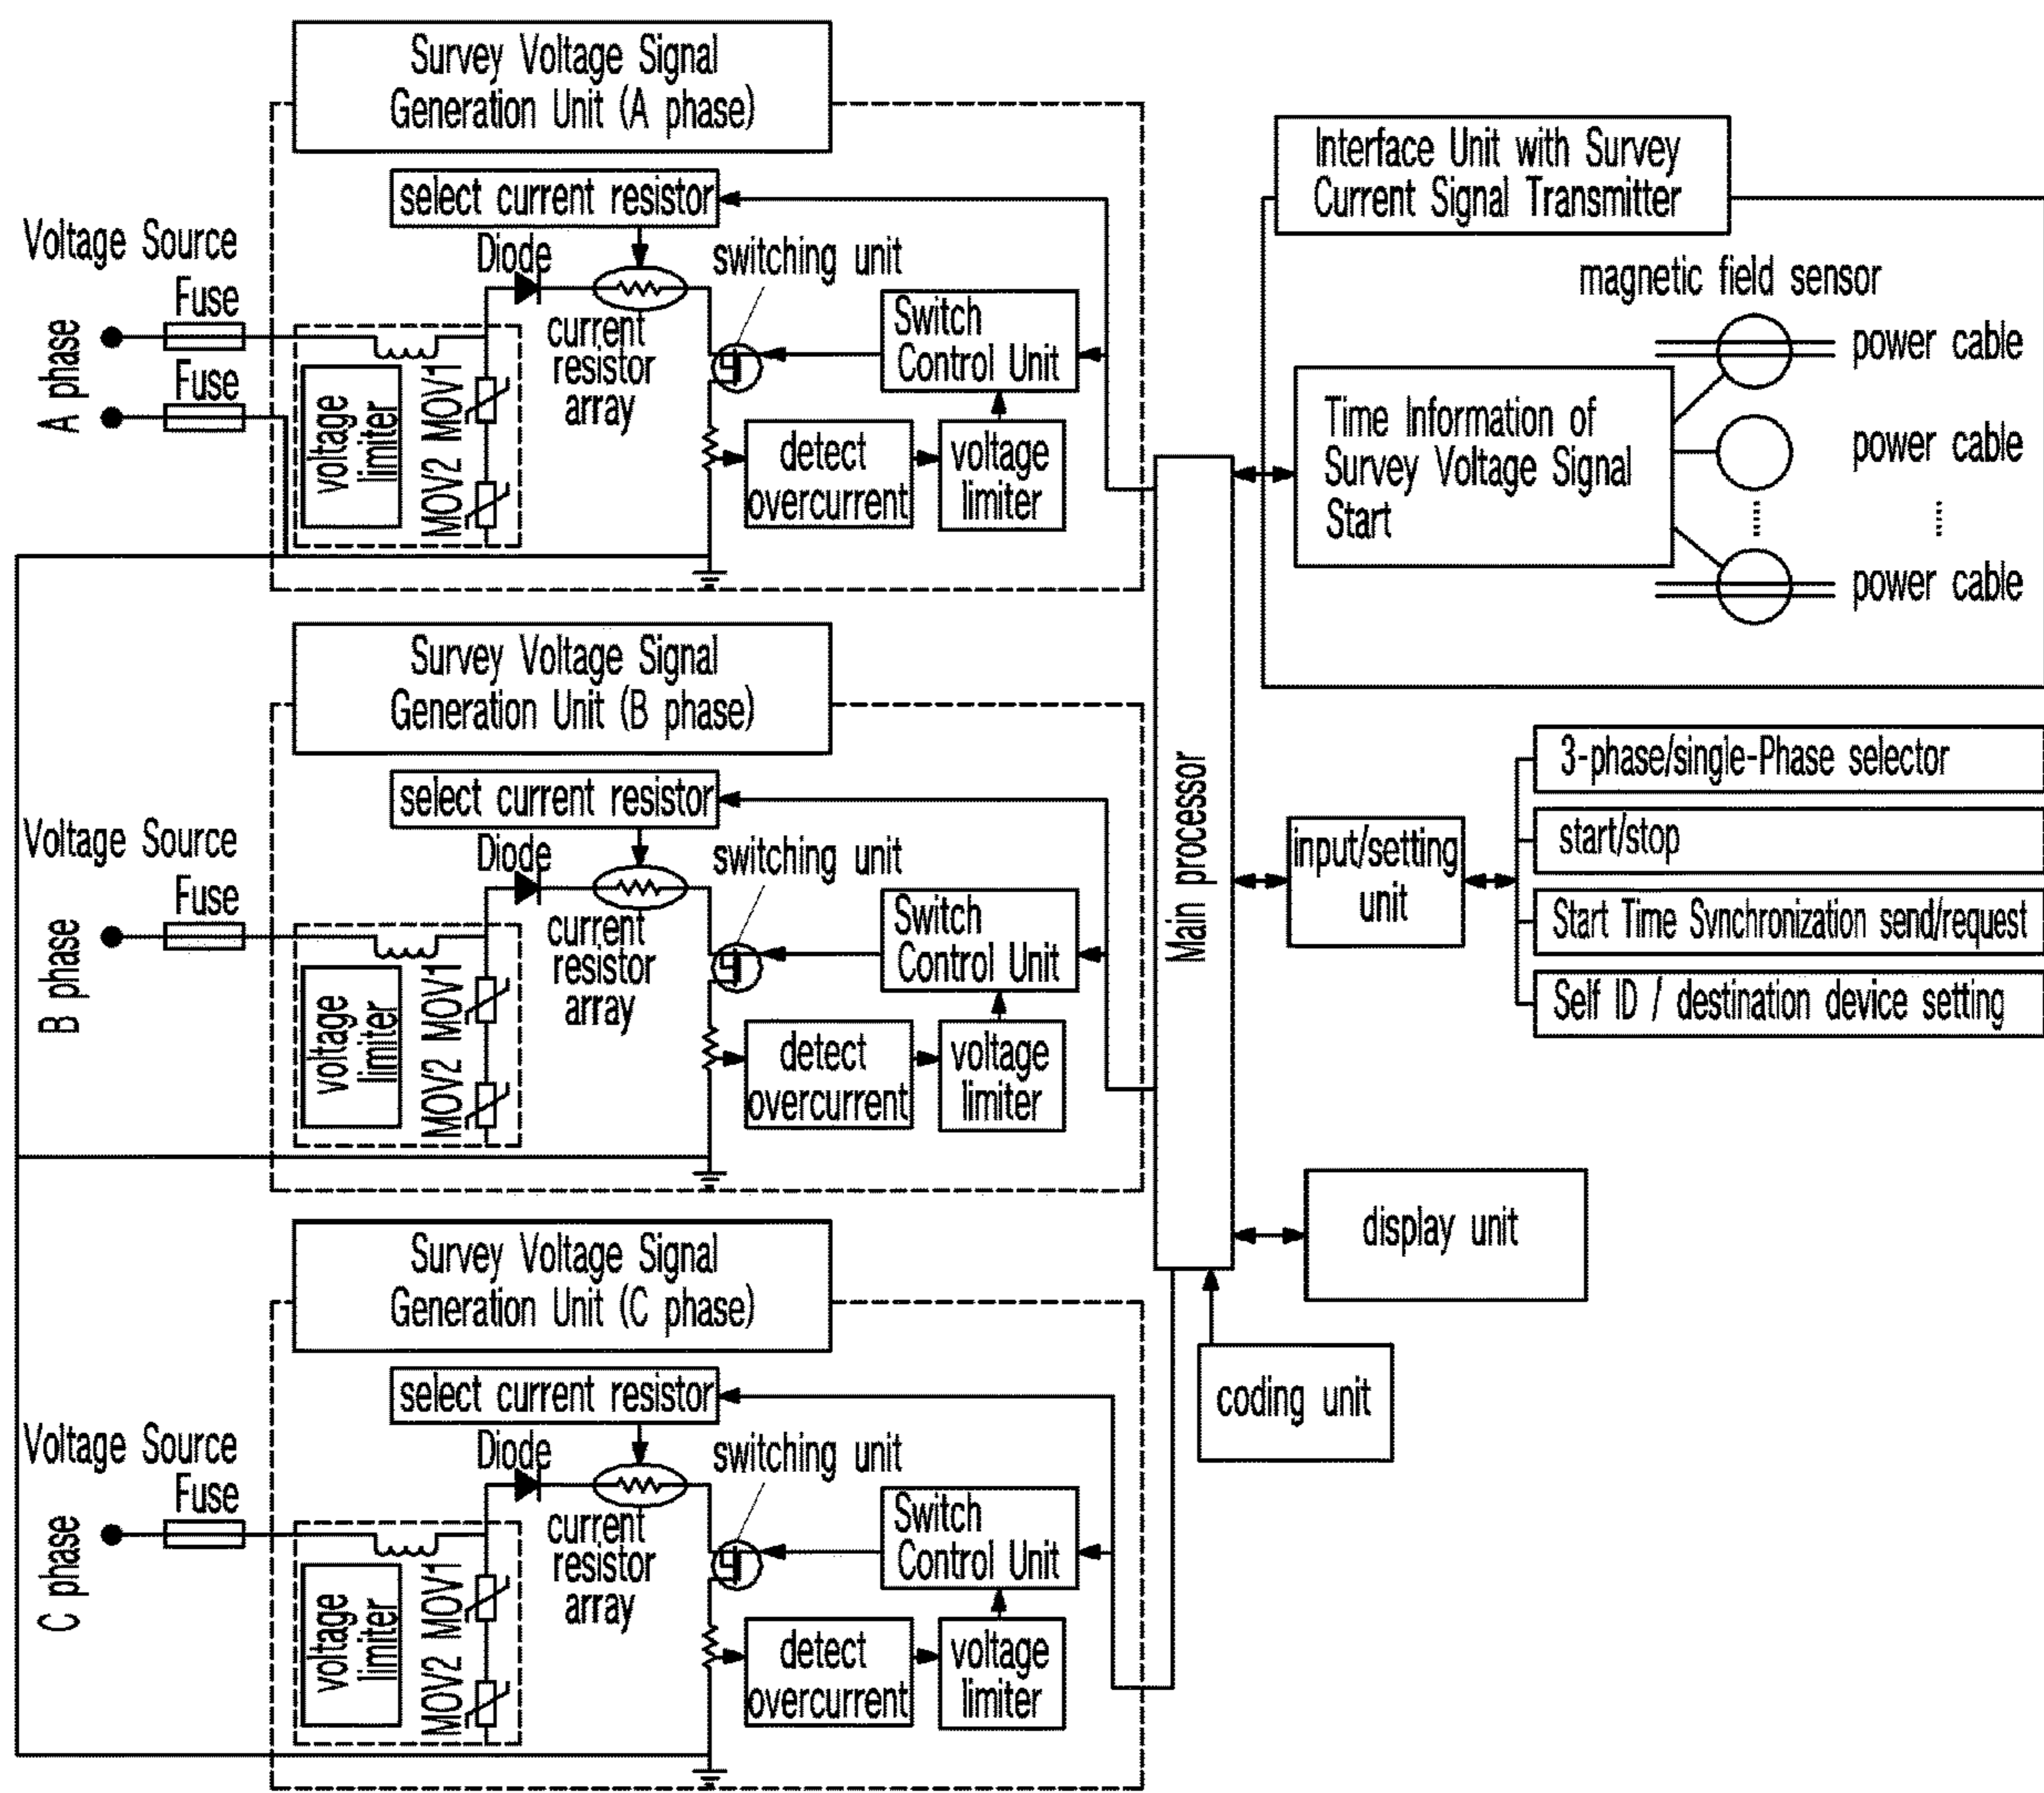 Survey Voltage Signal
Generation Unit (A phase)
select current resistor
Voltage Source
Fuse
Fuse
A phase
Diode
switching unit
current
resistor
array
voltage
limiter
MOV2 MOV1
Switch
Control Unit
detect
overcurrent
voltage
limiter
Survey Voltage Signal
Generation Unit (B phase)
select current resistor
Voltage Source
Fuse
B phase
Diode
switching unit
current
resistor
array
voltage
limiter
MOV2 MOV1
Switch
Control Unit
detect
overcurrent
voltage
limiter
Survey Voltage Signal
Generation Unit (C phase)
select current resistor
Voltage Source
Fuse
C phase
Diode
switching unit
current
resistor
array
voltage
limiter
MOV2 MOV1
Switch
Control Unit
detect
overcurrent
voltage
limiter
Main processor
Interface Unit with Survey
Current Signal Transmitter
magnetic field sensor
power cable
power cable
power cable
Time Information of
Survey Voltage Signal
Start
input/setting
unit
3-phase/single-Phase selector
start/stop
Start Time Synchronization send/request
Self ID / destination device setting
display unit
coding unit